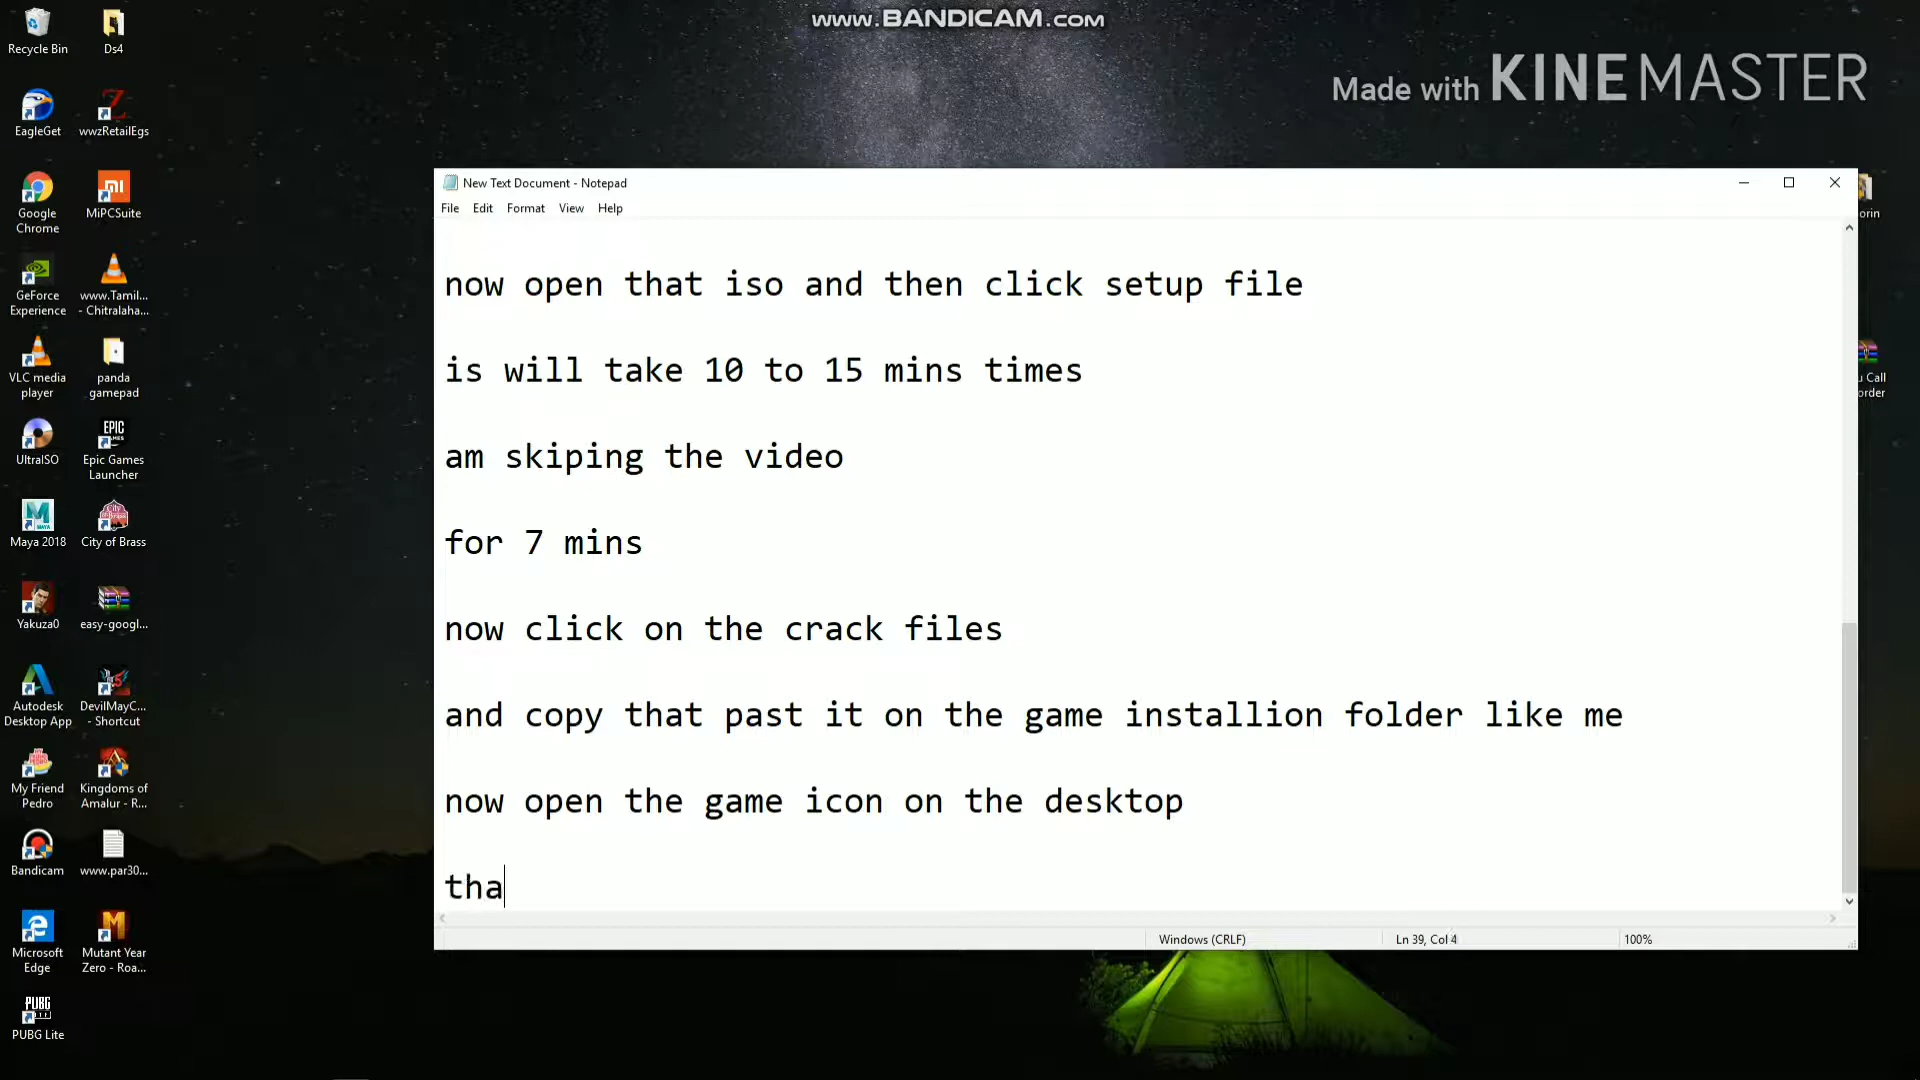 www.BANDICAM.com
Made with KINEMASTER
Recycle Bin
Ds4
EagleGet
wwzRetailEgs
Google
Chrome
MiPCSuite
GeForce
Experience
www.Tamil...
- Chitralaha...
VLC media
player
panda
gamepad
UltraISO
Epic Games
Launcher
Maya 2018
City of Brass
Yakuza0
easy-googl...
Autodesk
Desktop App
DevilMayC...
- Shortcut
My Friend
Pedro
Kingdoms of
Amalur - R...
Bandicam
www.par30...
Microsoft
Edge
Mutant Year
Zero - Roa...
PUBG Lite
New Text Document - Notepad
File Edit Format View Help
now open that iso and then click setup file
is will take 10 to 15 mins times
am skiping the video
for 7 mins
now click on the crack files
and copy that past it on the game installion folder like me
now open the game icon on the desktop
tha
Windows (CRLF) Ln 39, Col 4 100%
orin
u Call
order